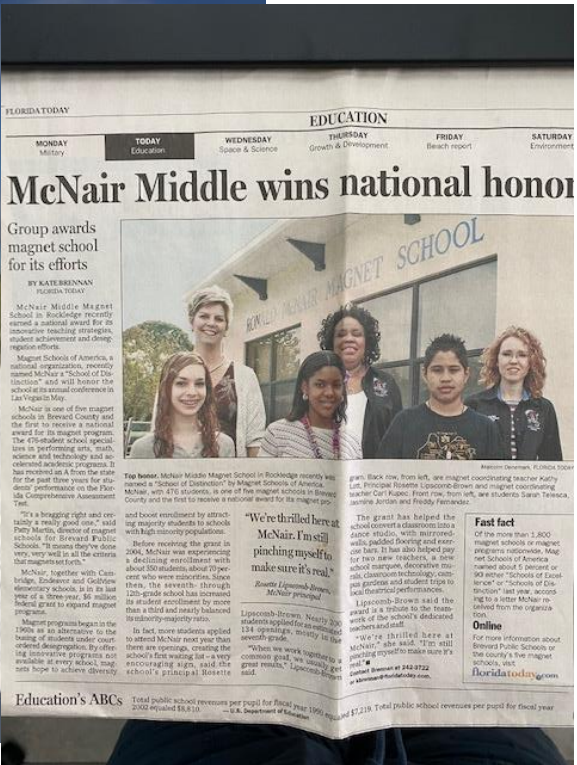 FLORIDA TODAY
EDUCATION
MONDAY
Military
TODAY
Education
WEDNESDAY
Space & Science
THURSDAY
Growth & Development
FRIDAY
Beach report
SATURDAY
Environment
McNair Middle wins national honor
Group awards
magnet school
for its efforts
BY KATE BRENNAN
FLORIDA TODAY
McNair Middle Magnet
School in Rockledge recently
earned a national award for its
innovative teaching strategies,
student achievement and deseg-
regation efforts.
Magnet Schools of America, a
national organization, recently
named McNair a "School of Dis-
tinction" and will honor the
school at its annual conference in
Las Vegas in May.
McNair is one of five magnet
schools in Brevard County and
the first to receive a national
award for its magnet program.
The 476-student school special-
izes in performing arts, math,
science and technology and ac-
celerated academic programs. It
has received an A from the state
for the past three years for stu-
dents' performance on the Flor-
ida Comprehensive Assessment
Test.
"It's a bragging right and cer-
tainly a really good one," said
Patty Martin, director of magnet
schools for Brevard Public
Schools. "It means they've done
very, very well in all the criteria
that magnets set forth."
McNair, together with Cam-
bridge, Endeavor and Golfview
elementary schools, is in its last
year of a three-year, $6 million
federal grant to expand magnet
programs.
Magnet programs began in the
1960s as an alternative to the
busing of students under court-
ordered desegregation. By offer-
ing innovative programs not
available at every school, mag-
nets hope to achieve diversity
RONALD McNAIR MAGNET SCHOOL
Malcolm Denemark, FLORIDA TODAY
Top honor. McNair Middle Magnet School in Rockledge recently was
named a "School of Distinction" by Magnet Schools of America.
McNair, with 476 students, is one of five magnet schools in Brevard
County and the first to receive a national award for its magnet pro-
gram. Back row, from left, are magnet coordinating teacher Kathy
Lott, Principal Rosette Lipscomb-Brown and magnet coordinating
teacher Carl Kupec. Front row, from left, are students Sarah Telesca,
Jasmine Jordan and Freddy Fernandez.
and boost enrollment by attract-
ing majority students to schools
with high minority populations.
Before receiving the grant in
2004, McNair was experiencing
a declining enrollment with
about 350 students, about 70 per-
cent who were minorities. Since
then, the seventh- through
12th-grade school has increased
its student enrollment by more
than a third and nearly balanced
its minority-majority ratio.
In fact, more students applied
to attend McNair next year than
there are openings, creating the
school's first waiting list – a very
encouraging sign, said the
school's principal Rosette
"We're thrilled here at
McNair. I'm still
pinching myself to
make sure it's real."
Rosette Lipscomb-Brown,
McNair principal
Lipscomb-Brown. Nearly 200
students applied for an estimated
134 openings, mostly in the
seventh-grade.
"When we work together to a
common goal, we usually get
great results," Lipscomb-Brown
said.
The grant has helped the
school convert a classroom into a
dance studio, with mirrored-
walls, padded flooring and exer-
cise bars. It has also helped pay
for two new teachers, a new
school marquee, decorative mu-
rals, classroom technology, cam-
pus gardens and student trips to
local theatrical performances.
Lipscomb-Brown said the
award is a tribute to the team-
work of the school's dedicated
teachers and staff.
"We're thrilled here at
McNair," she said. "I'm still
pinching myself to make sure it's
real."
Contact Brennan at 242-3722
or kbrennan@floridatoday.com.
Fast fact
Of the more than 1,800
magnet schools or magnet
programs nationwide, Mag-
net Schools of America
named about 5 percent or
93 either "Schools of Excel-
lence" or "Schools of Dis-
tinction" last year, accord-
ing to a letter McNair re-
ceived from the organiza-
tion.
Online
For more information about
Brevard Public Schools or
the county's five magnet
schools, visit
floridatoday.com
Education's ABCs
Total public school revenues per pupil for fiscal year 1990 equaled $7,219. Total public school revenues per pupil for fiscal year
2002 equaled $8,610.
— U.S. Department of Education